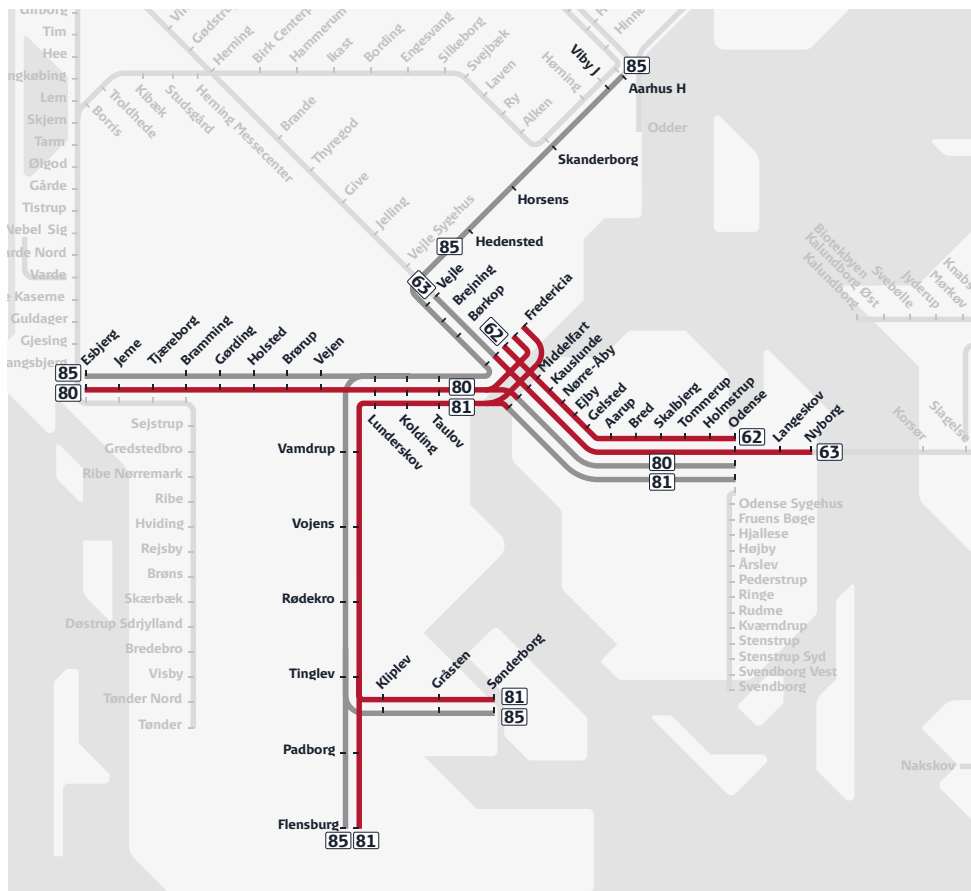 Tim
Hee
Lem
Skjem
Tarm
Ølgod
Gårde
Tistrup
Nebel Sig
Varde
Guldager
Gjesing
Borris
Troldhede
Kibæk
Studsgård
Herning Messecenter
Herning
Birk Centerp
Hammerum
Ikast
Bording
Engesvang
Silkeborg
Svejbæk
Laven
Ry
Alken
Hørning
Viby J
85
Aarhus H
Odder
Skanderborg
Horsens
Hedensted
85
Brande
Thyregod
Give
Jelling
Vejle Sygehus
63
Vejle
Brejning
Børkop
62
Fredericia
Middelfart
Kauslunde
Nørre-Åby
Ejby
Gelsted
Aarup
Bred
Skalbjerg
Tommerup
Holmstrup
Odense
62
Langeskov
Nyborg
63
80
81
Korsør
Slagelse
Biotekbyen
Kalundborg Øst
Kalundborg
Svebølle
Jyderup
Mørkøv
85
80
Esbjerg
Jerne
Tjæreborg
Bramming
Gørding
Holsted
Brørup
Vejen
80
81
Lunderskov
Kolding
Taulov
Sejstrup
Gredstedbro
Ribe Nørremark
Ribe
Hviding
Rejsby
Brøns
Skærbæk
Døstrup Sdrjylland
Bredebro
Visby
Tønder Nord
Tønder
Vamdrup
Vojens
Rødekro
Tinglev
Padborg
Flensburg
85
81
Kliplev
Gråsten
Sønderborg
81
85
Odense Sygehus
Fruens Bøge
Hjallese
Højby
Årslev
Pederstrup
Ringe
Rudme
Kværndrup
Stenstrup
Stenstrup Syd
Svendborg Vest
Svendborg
Nakskov